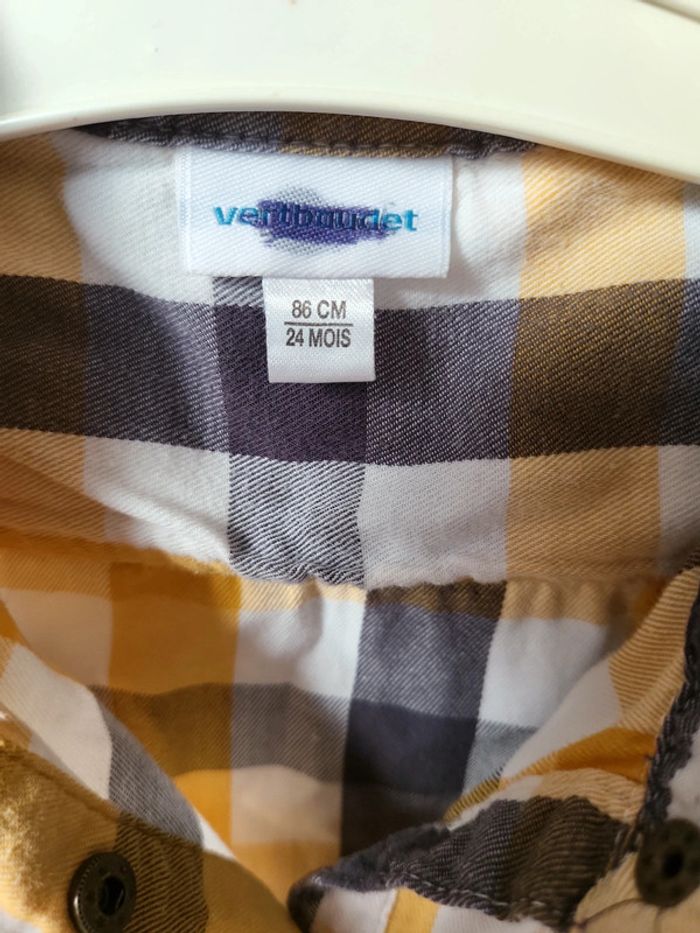 vertbaudet
86 CM
24 MOIS